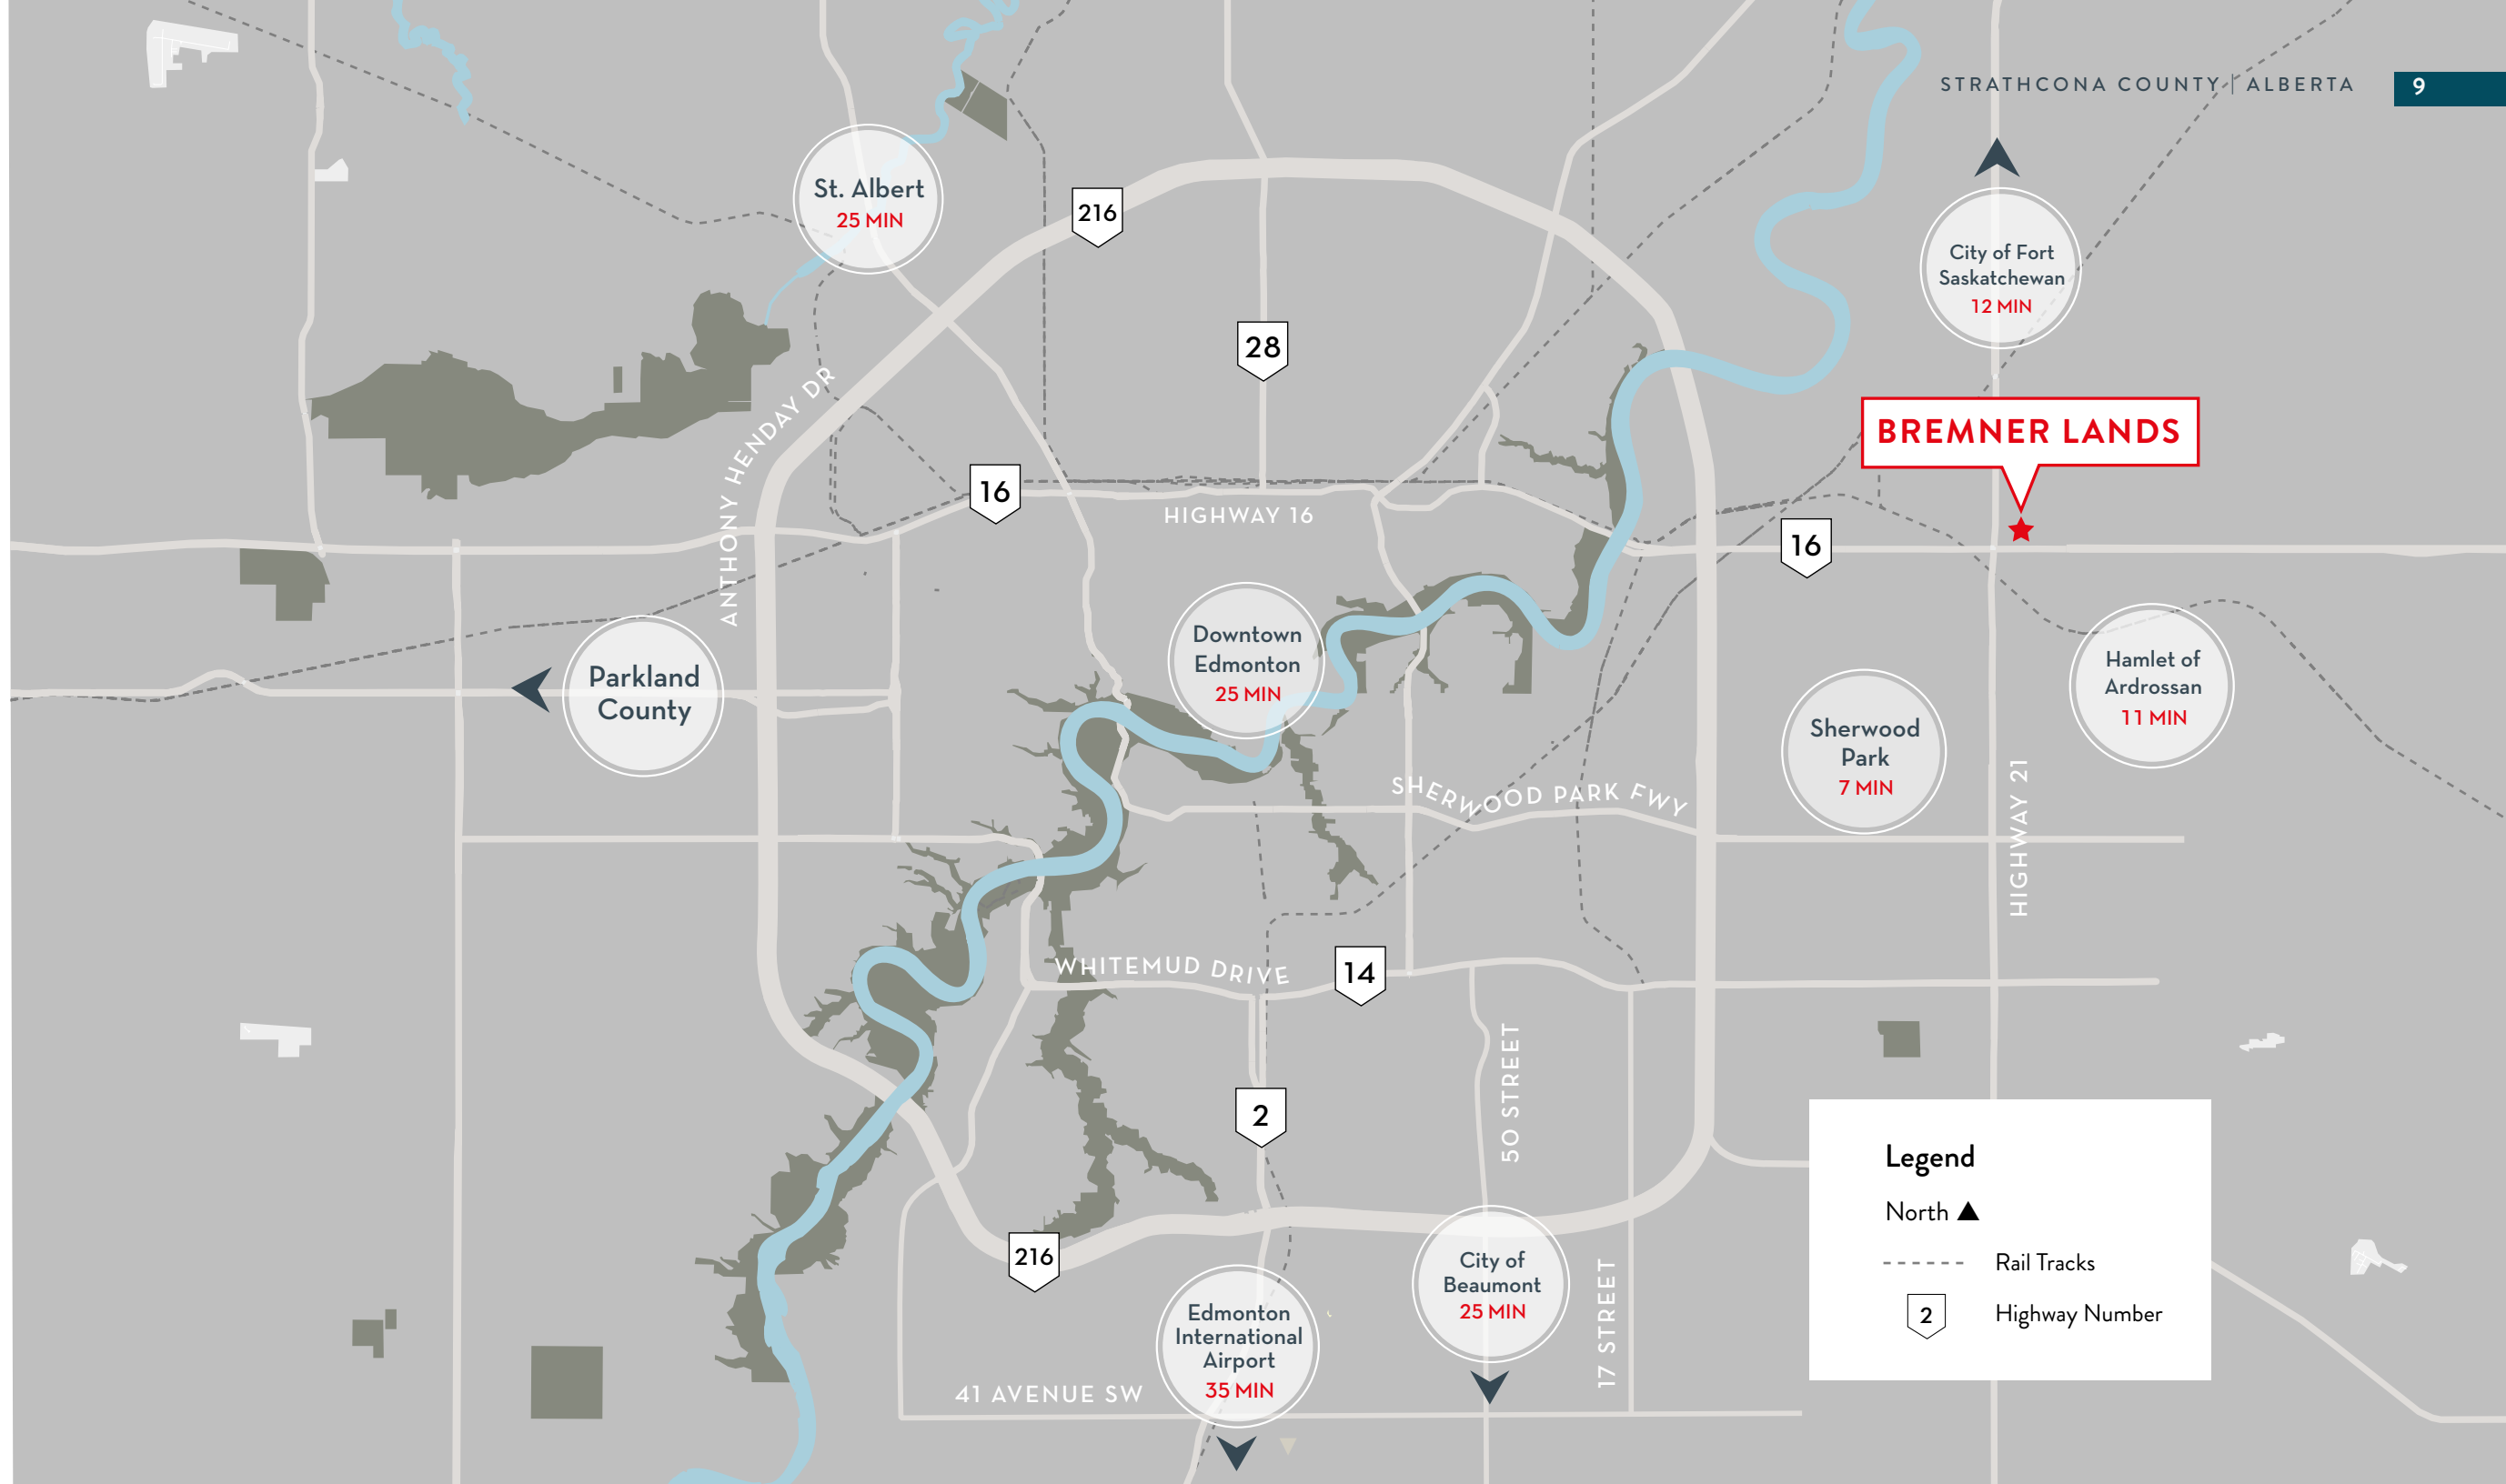 STRATHCONA COUNTY | ALBERTA
9
St. Albert
25 MIN
216
City of Fort
Saskatchewan
12 MIN
28
ANTHONY HENDAY DR
BREMNER LANDS
16
HIGHWAY 16
16
Parkland
County
Downtown
Edmonton
25 MIN
Hamlet of
Ardrossan
11 MIN
Sherwood
Park
7 MIN
SHERWOOD PARK FWY
HIGHWAY 21
WHITEMUD DRIVE
14
50 STREET
2
216
City of
Beaumont
25 MIN
Edmonton
International
Airport
35 MIN
17 STREET
41 AVENUE SW
Legend
North
Rail Tracks
2
Highway Number